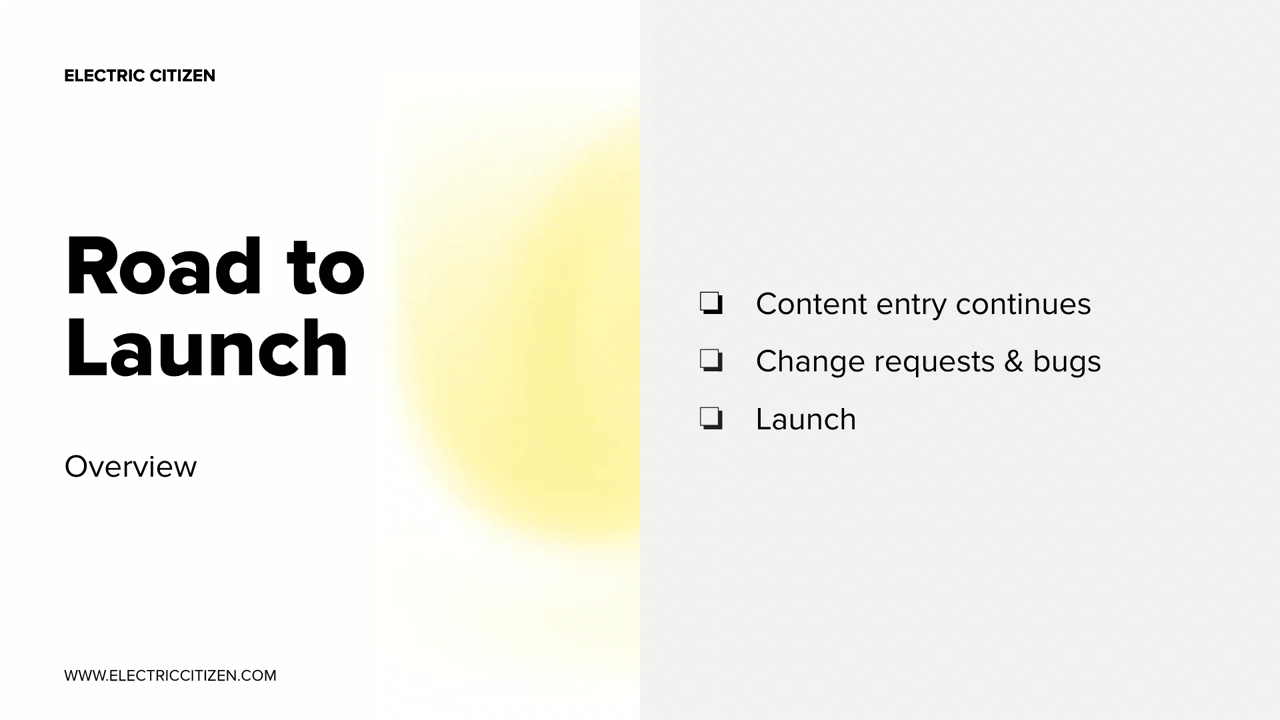 ELECTRIC CITIZEN
Road to
Launch
Overview
WWW.ELECTRICCITIZEN.COM
❏ Content entry continues
❏ Change requests & bugs
❏ Launch